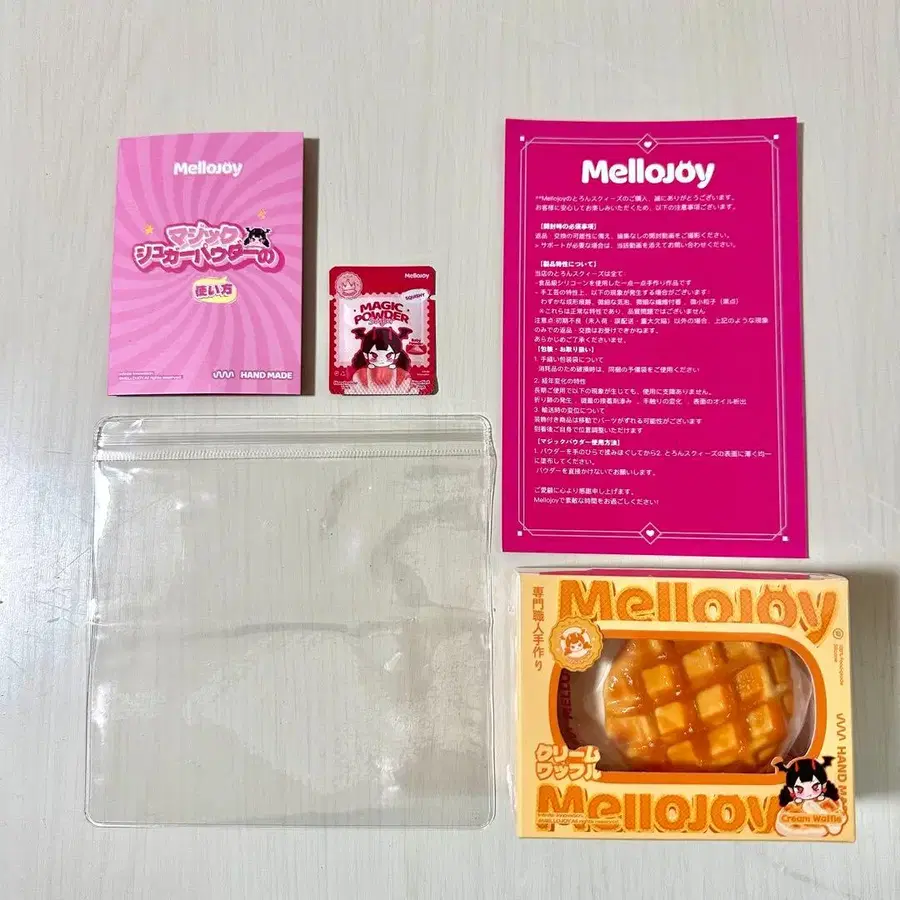 Mellojoy
マジック
シュガーパウダーの
使い方
HAND MADE
Mellojoy
SQUISHY
MAGIC
POWDER
Mellojoy
**Mellojoyのとろんスクィーズのご購入、誠にありがとうございます。
お客様に安心してお楽しみいただくため、以下の注意事項ございます。
【開封時の必須事項】
返品・交換の可能性に備え、編集なしの開封動画をご撮影ください。
＞サポートが必要な場合は、当該動画を添えてお問い合わせください。
【製品特性について】
当店のとろんスクィーズは全て:
-食品級シリコーンを使用した一点一点手作り作品です
- 手工芸の特性上、以下の現象が発生する場合がございます:
わずかな成形痕跡、微細な気泡、微細な繊維付着 、微小粒子（黒点）
※これらは正常な特性であり、品質問題ではございません
注意点:初期不良（未入荷・誤配送・重大欠陥）以外の場合、上記のような現象
のみでの返品・交換はお受けできかねます。
あらかじめご了承くださいませ。
【包装・お取り扱い】
1. 手縫い包装袋について
消耗品のため破損時は、同梱の予備袋をご使用ください
2. 経年変化の特性
長期ご使用で以下の現象が生じても、使用に支障ありません。
折り跡の発生 、微量の接着剤滲み 、手触りの変化 、表面のオイル析出
3. 輸送時の変位について
装飾付き商品は移動でパーツがずれる可能性がございます
到着後ご自身で位置調整いただけます
【マジックパウダー使用方法】
1. パウダーを手のひらで揉みほぐしてから2. とろんスクィーズの表面に薄く均一
に塗布してください。
パウダーを直接かけないでお願いします。
ご愛顧に心より感謝申し上げます。
Mellojoyで素敵な時間をお過ごしください!
Mellojoy
専門職人手作り
クリーム
ワッフル
HAND MA
Mellojoy
Cream Waffle